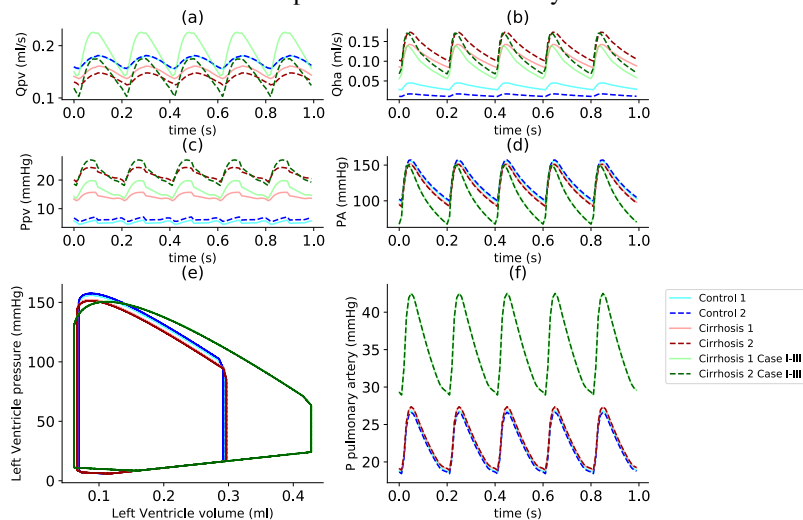 (a)
Qpv (ml/s)
0.2
0.1
0.0 0.2 0.4 0.6 0.8 1.0
time (s)
(b)
Qha (ml/s)
0.15
0.10
0.05
0.0 0.2 0.4 0.6 0.8 1.0
time (s)
(c)
Ppv (mmHg)
20
10
0.0 0.2 0.4 0.6 0.8 1.0
time (s)
(d)
PA (mmHg)
150
100
0.0 0.2 0.4 0.6 0.8 1.0
time (s)
(e)
Left Ventricle pressure (mmHg)
150
100
50
0
0.1 0.2 0.3 0.4
Left Ventricle volume (ml)
(f)
P pulmonary artery (mmHg)
40
30
20
0.0 0.2 0.4 0.6 0.8 1.0
time (s)
Control 1
Control 2
Cirrhosis 1
Cirrhosis 2
Cirrhosis 1 Case I-III
Cirrhosis 2 Case I-III